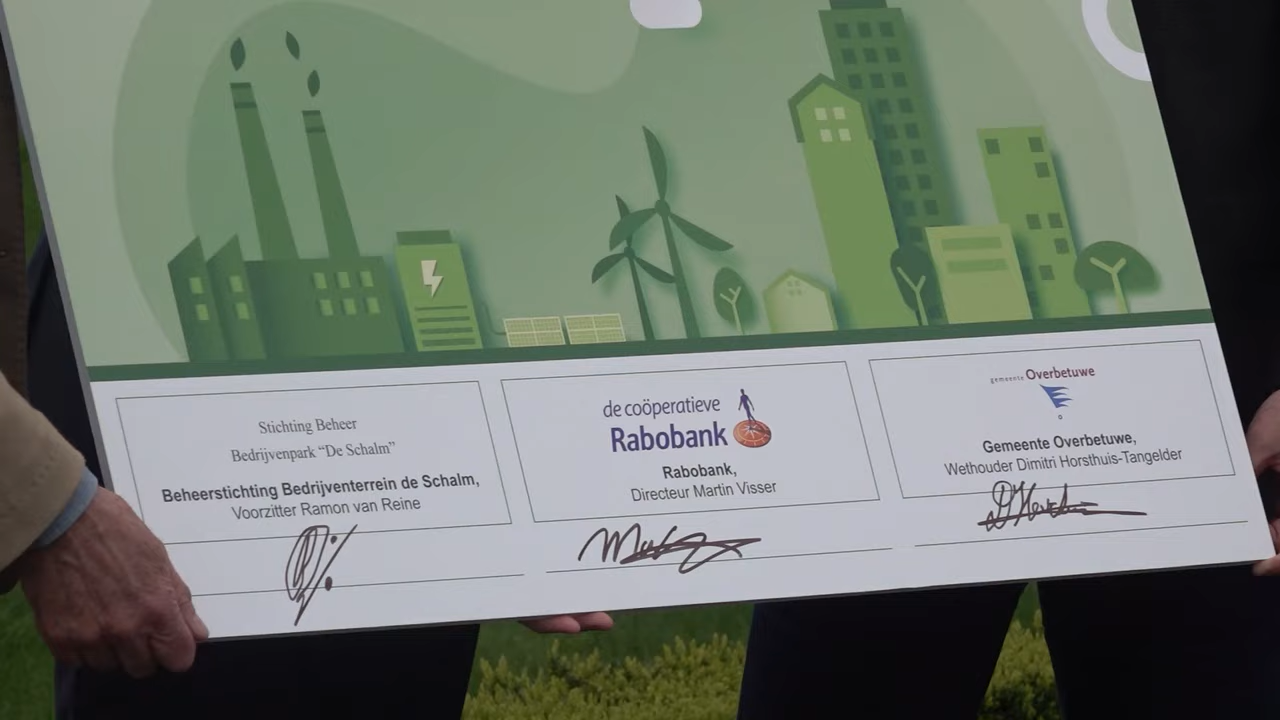 Stichting Beheer
Bedrijvenpark “De Schalm”
Beheerstichting Bedrijventerrein de Schalm,
Voorzitter Ramon van Reine
de coöperatieve
Rabobank
Rabobank,
Directeur Martin Visser
gemeente Overbetuwe
Gemeente Overbetuwe,
Wethouder Dimitri Horsthuis-Tangelder